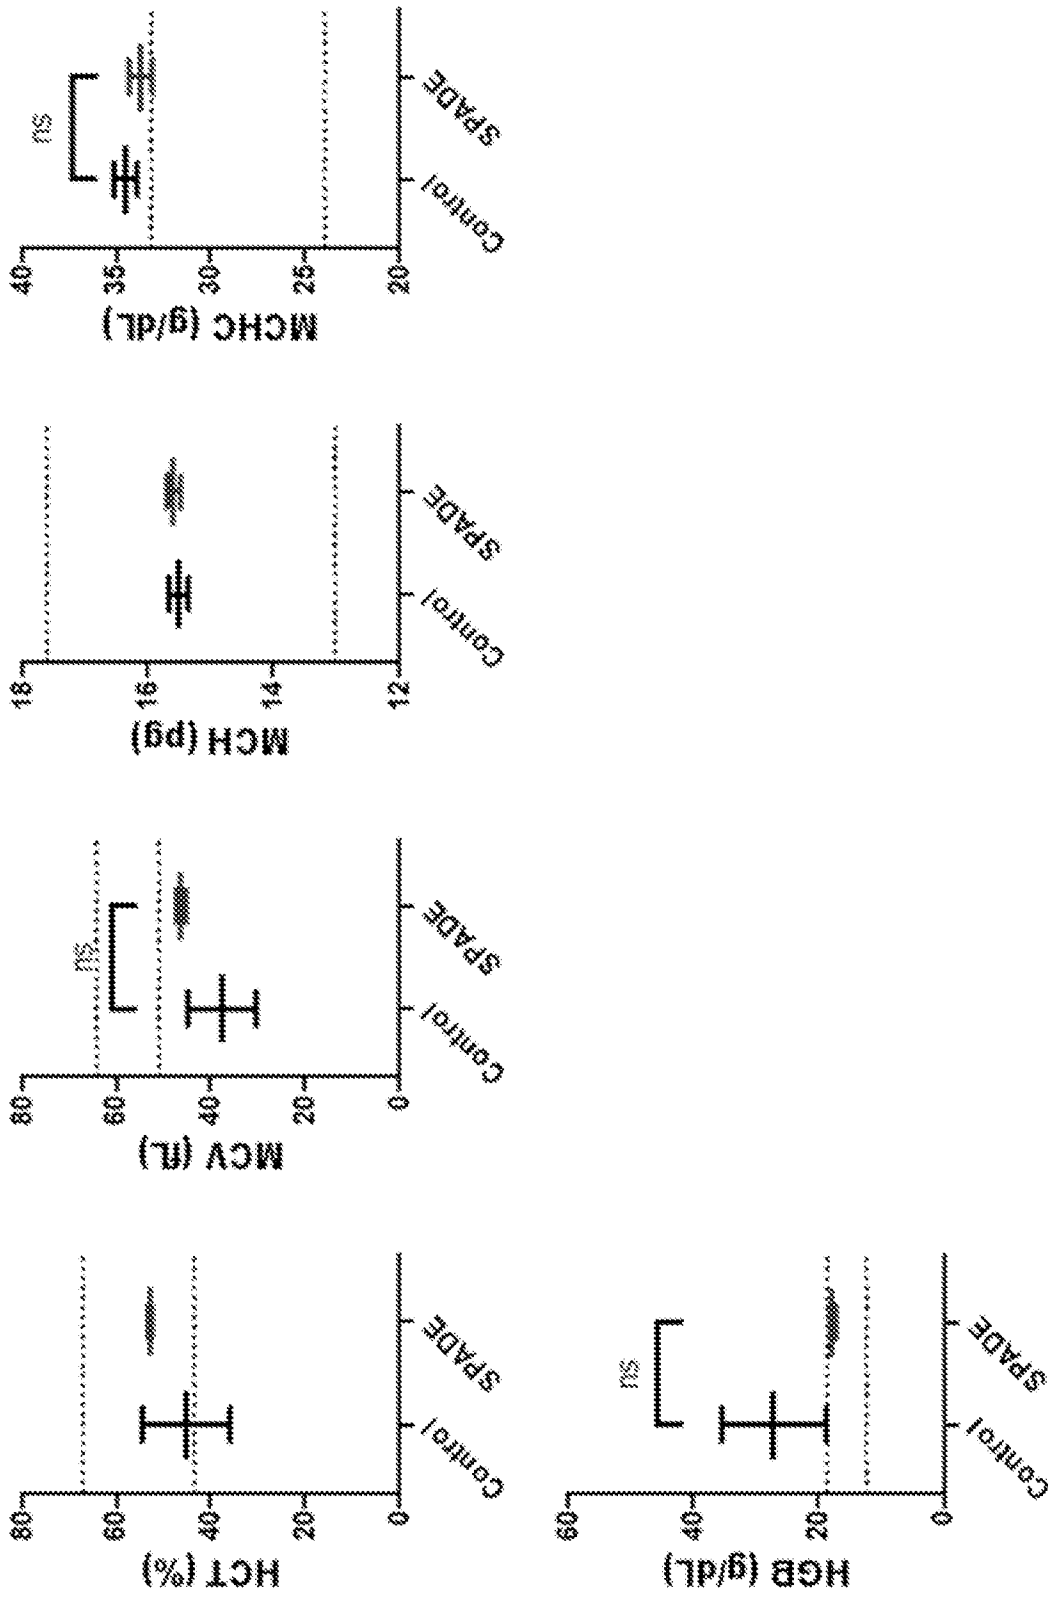 HCT (%)
80
60
40
20
0
Control
SPADE
MCV (fL)
80
60
40
20
0
ns
Control
SPADE
MCH (pg)
18
16
14
12
Control
SPADE
MCHC (g/dL)
40
35
30
25
20
ns
Control
SPADE
HGB (g/dL)
60
40
20
0
ns
Control
SPADE